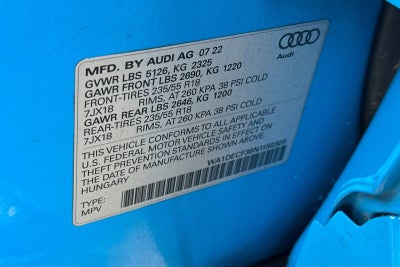 MFD. BY AUDI AG 07 22
GVWR LBS 5126, KG 2325
GAWR FRONT LBS 2690, KG 1220
FRONT-TIRES 235/55 R18
7JX18 RIMS, AT 260 KPA 38 PSI COLD
GAWR REAR LBS 2646, KG 1200
REAR-TIRES 235/55 R18
7JX18 RIMS, AT 260 KPA 38 PSI COLD
THIS VEHICLE CONFORMS TO ALL APPLICABLE
U.S. FEDERAL MOTOR VEHICLE SAFETY STANDARDS IN EFFECT ON
THE DATE OF MANUFACTURE SHOWN ABOVE.
HUNGARY
TYPE:
MPV
Audi